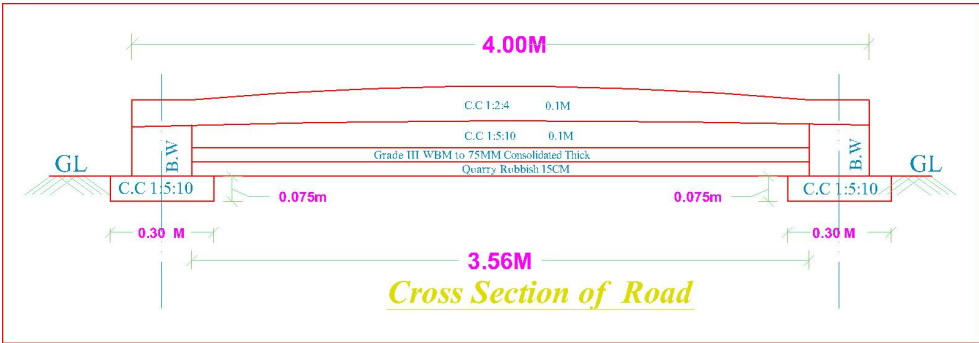 4.00M
C.C 1:2:4 0.1M
C.C 1:5:10 0.1M
Grade III WBM to 75MM Consolidated Thick
Quarry Rubbish 15CM
GL
B.W
B.W
GL
C.C 1:5:10
C.C 1:5:10
0.075m
0.075m
0.30 M
0.30 M
3.56M
Cross Section of Road